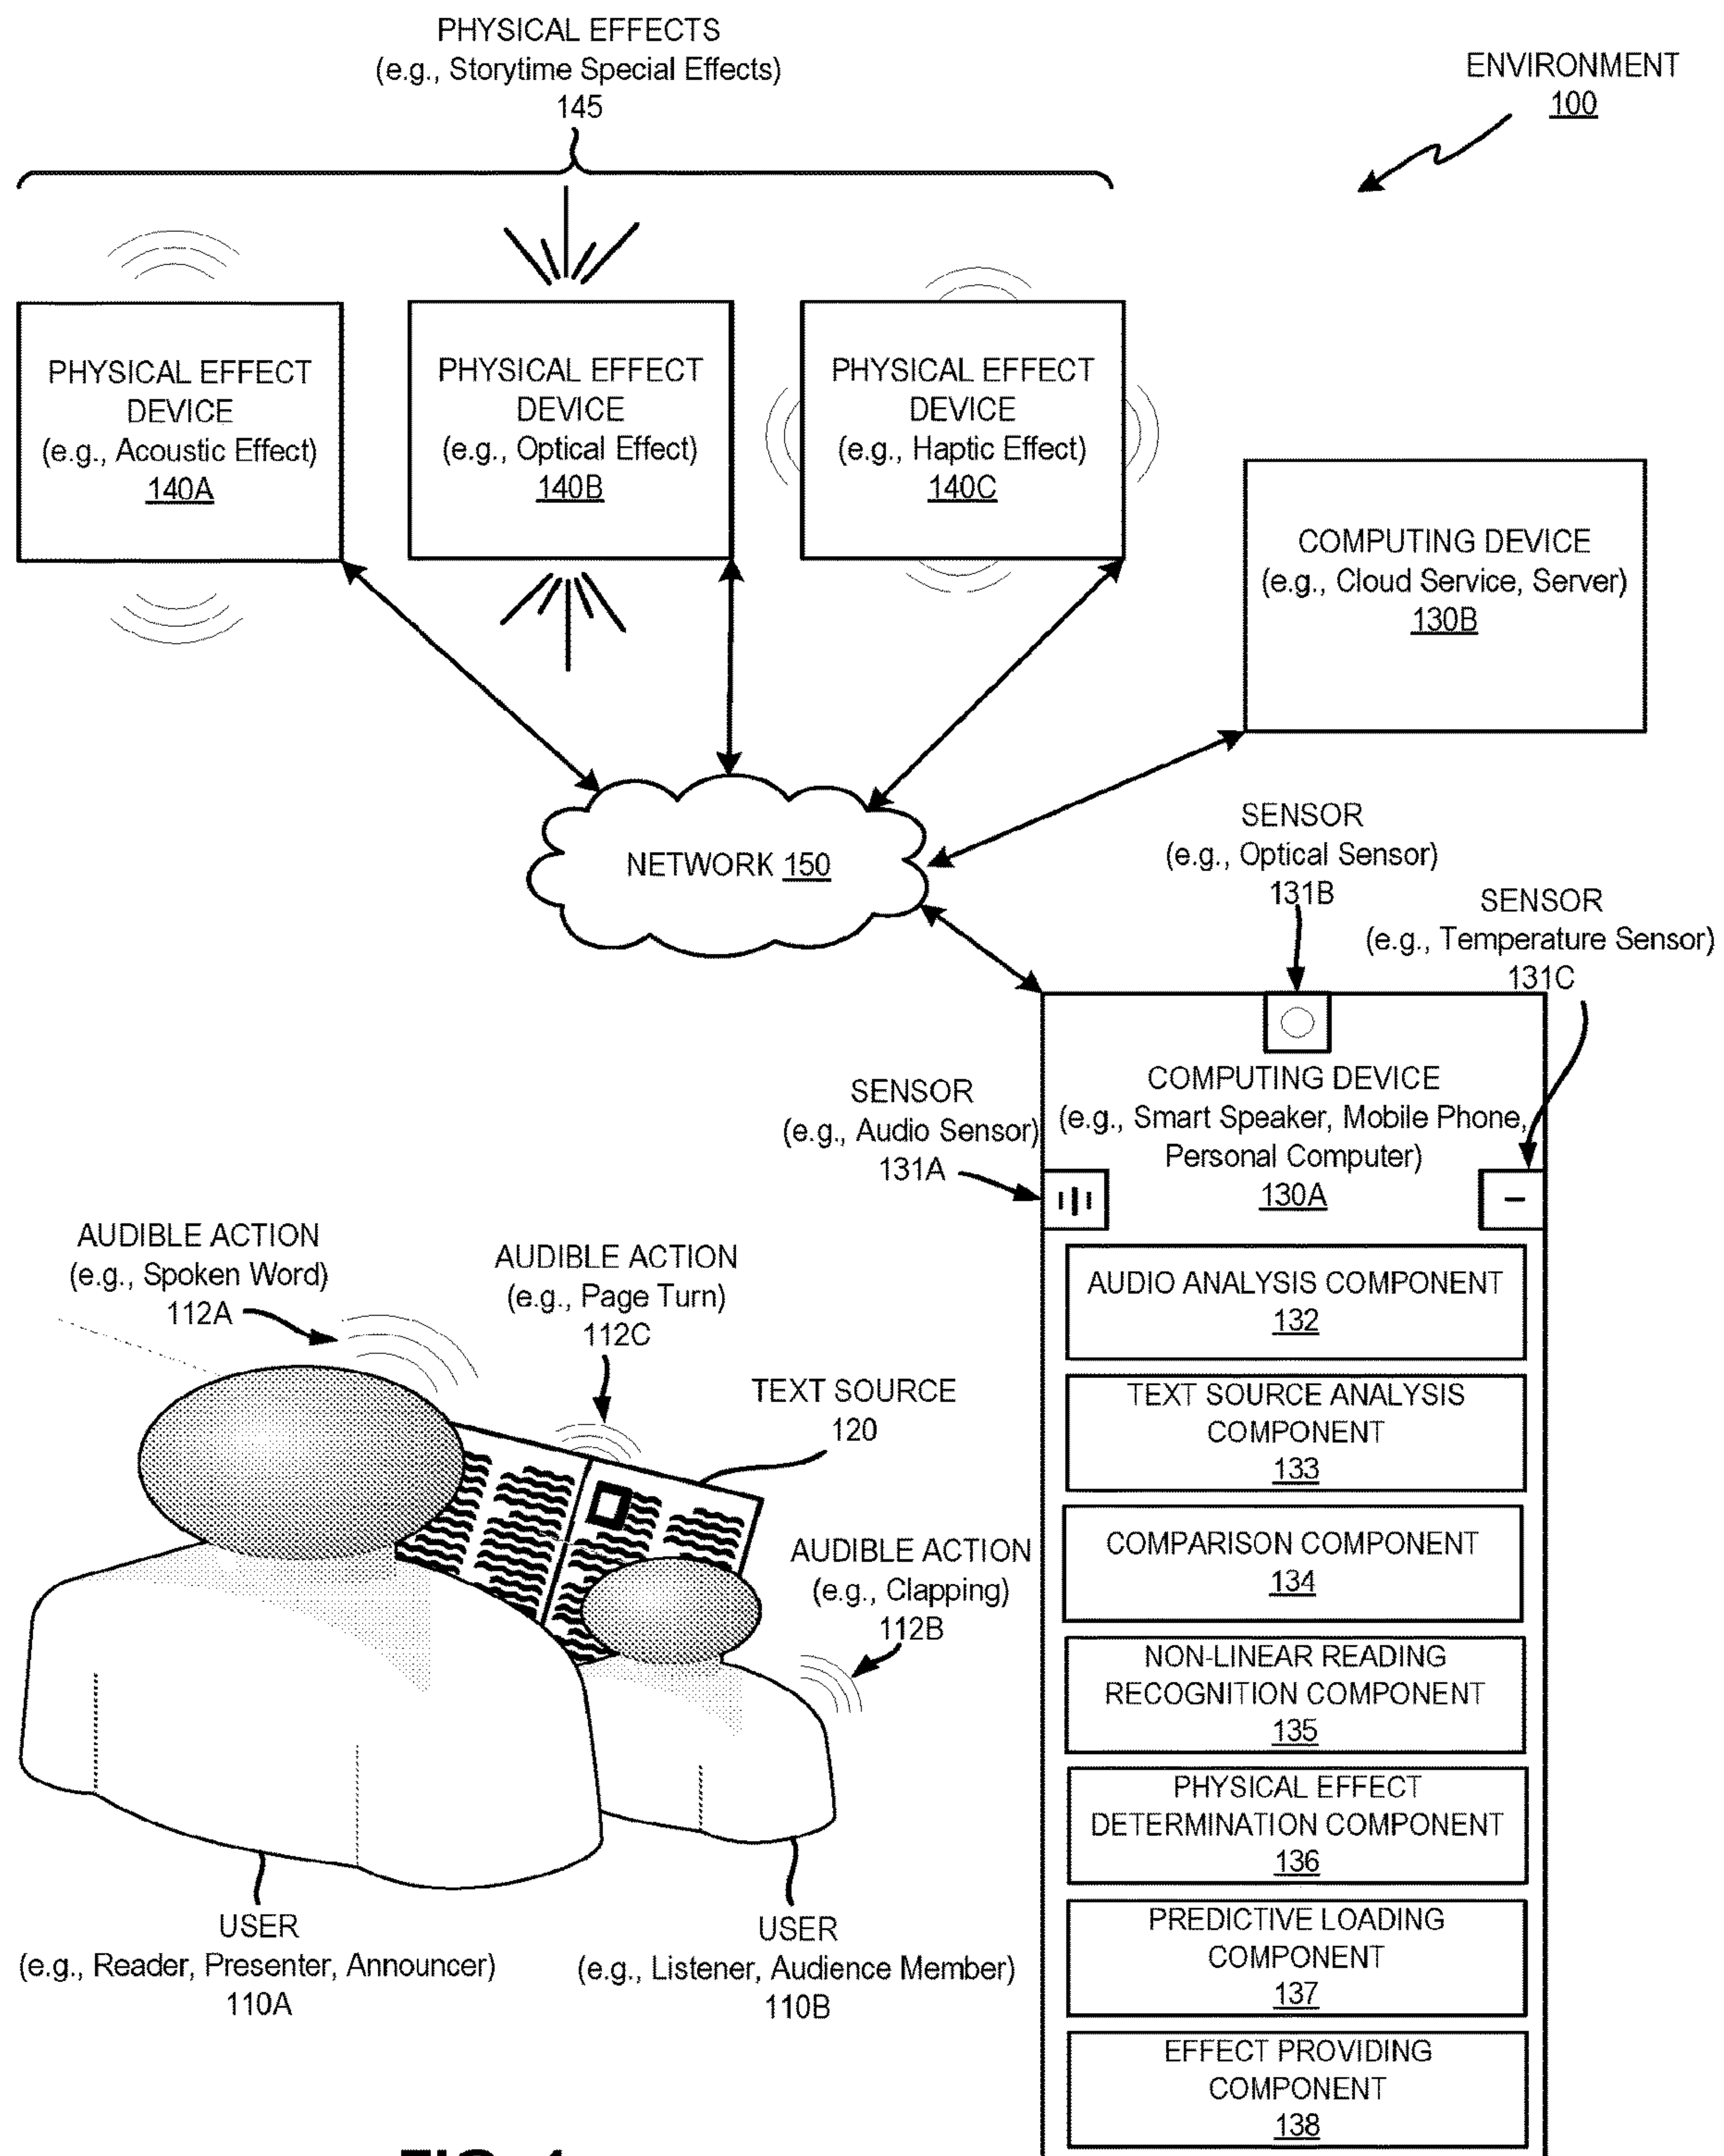 PHYSICAL EFFECTS
(e.g., Storytime Special Effects)
145
ENVIRONMENT
100
PHYSICAL EFFECT
DEVICE
(e.g., Acoustic Effect)
140A
PHYSICAL EFFECT
DEVICE
(e.g., Optical Effect)
140B
PHYSICAL EFFECT
DEVICE
(e.g., Haptic Effect)
140C
COMPUTING DEVICE
(e.g., Cloud Service, Server)
130B
NETWORK 150
SENSOR
(e.g., Optical Sensor)
131B
SENSOR
(e.g., Temperature Sensor)
131C
SENSOR
(e.g., Audio Sensor)
131A
COMPUTING DEVICE
(e.g., Smart Speaker, Mobile Phone,
Personal Computer)
130A
AUDIO ANALYSIS COMPONENT
132
TEXT SOURCE ANALYSIS
COMPONENT
133
COMPARISON COMPONENT
134
NON-LINEAR READING
RECOGNITION COMPONENT
135
PHYSICAL EFFECT
DETERMINATION COMPONENT
136
PREDICTIVE LOADING
COMPONENT
137
EFFECT PROVIDING
COMPONENT
138
AUDIBLE ACTION
(e.g., Spoken Word)
112A
AUDIBLE ACTION
(e.g., Page Turn)
112C
TEXT SOURCE
120
AUDIBLE ACTION
(e.g., Clapping)
112B
USER
(e.g., Reader, Presenter, Announcer)
110A
USER
(e.g., Listener, Audience Member)
110B